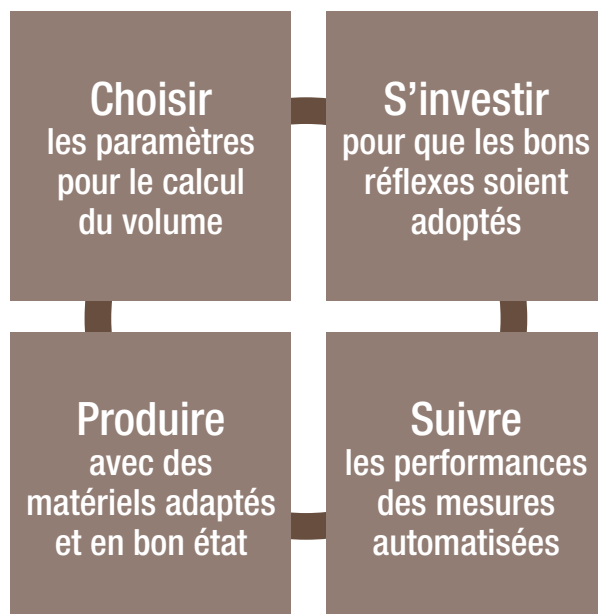 Choisir
les paramètres
pour le calcul
du volume
S’investir
pour que les bons
réflexes soient
adoptés
Produire
avec des
matériels adaptés
et en bon état
Suivre
les performances
des mesures
automatisées